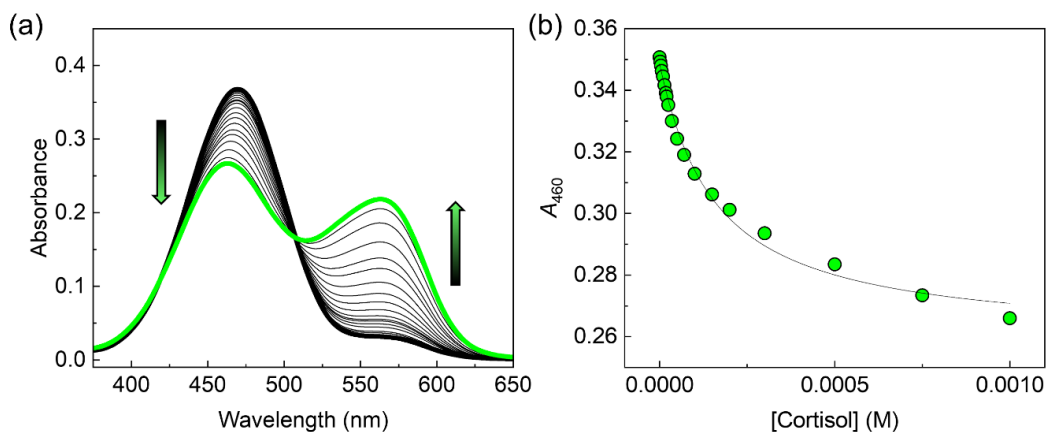 (a)
0.4
0.3
0.2
0.1
0.0
Absorbance
400 450 500 550 600 650
Wavelength (nm)
(b)
0.36
0.34
0.32
0.30
0.28
0.26
A460
0.0000 0.0005 0.0010
[Cortisol] (M)